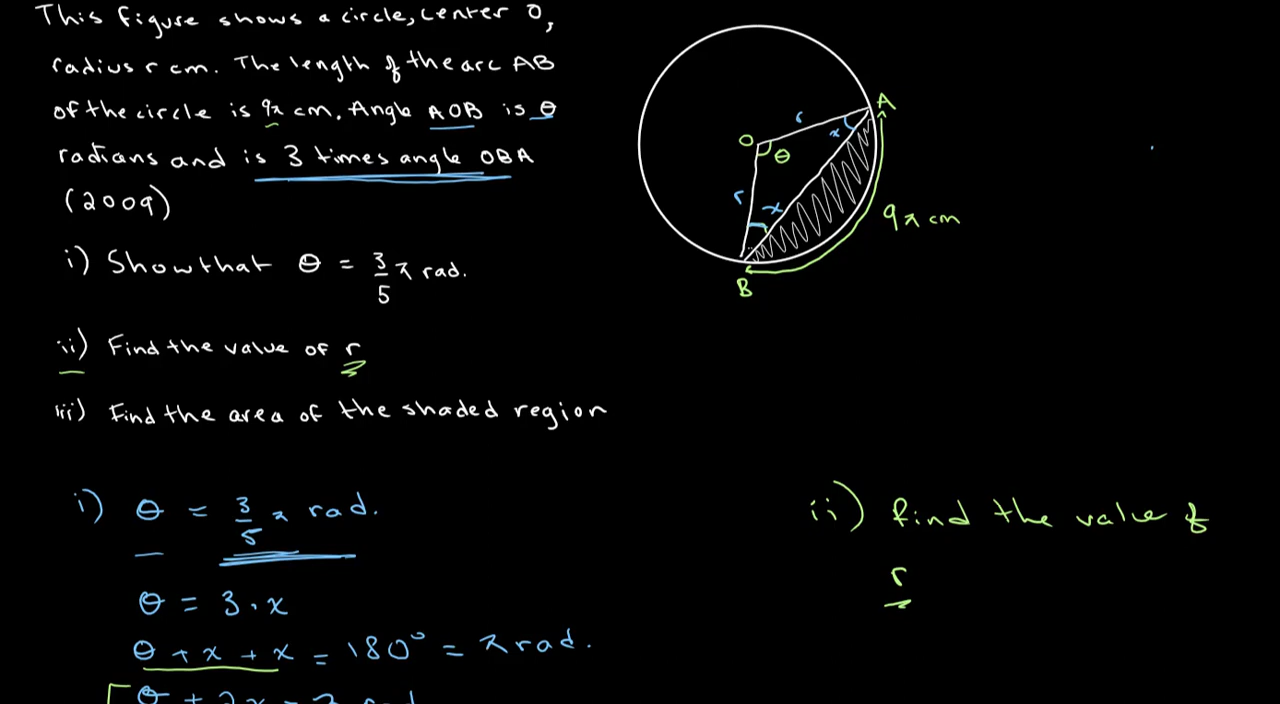 This figure shows a circle, center O,
radius r cm. The length of the arc AB
of the circle is 9π cm. Angle AOB is θ
radians and is 3 times angle OBA
(2009)
i) Show that θ = 3/5 π rad.
ii) Find the value of r
iii) Find the area of the shaded region
A
r
x
O
θ
r
x
9π cm
B
i) θ = 3/5 π rad.
θ = 3.x
θ + x + x = 180° = π rad.
θ + 2x = π rad
ii) find the value of
r